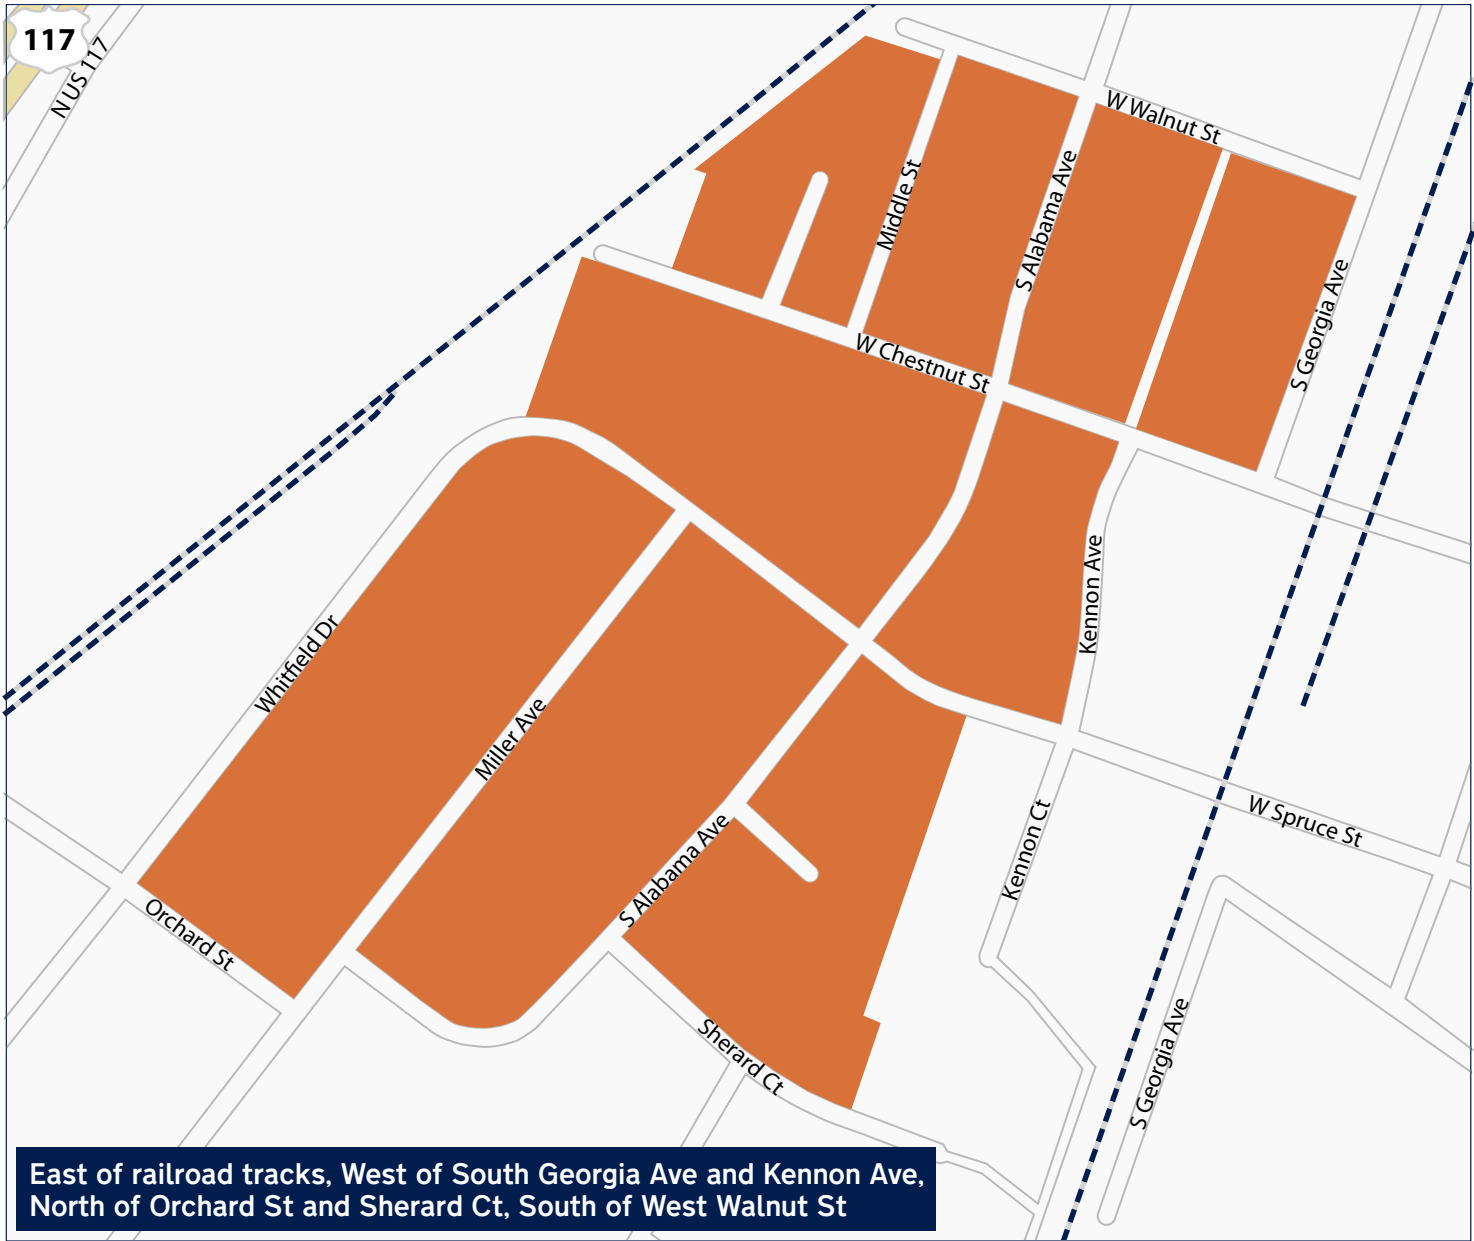 117
N US 117
W Walnut St
Middle St
S Alabama Ave
S Georgia Ave
W Chestnut St
Kennon Ave
Whitfield Dr
Miller Ave
S Alabama Ave
Kennon Ct
W Spruce St
Orchard St
Sherard Ct
S Georgia Ave
East of railroad tracks, West of South Georgia Ave and Kennon Ave,
North of Orchard St and Sherard Ct, South of West Walnut St